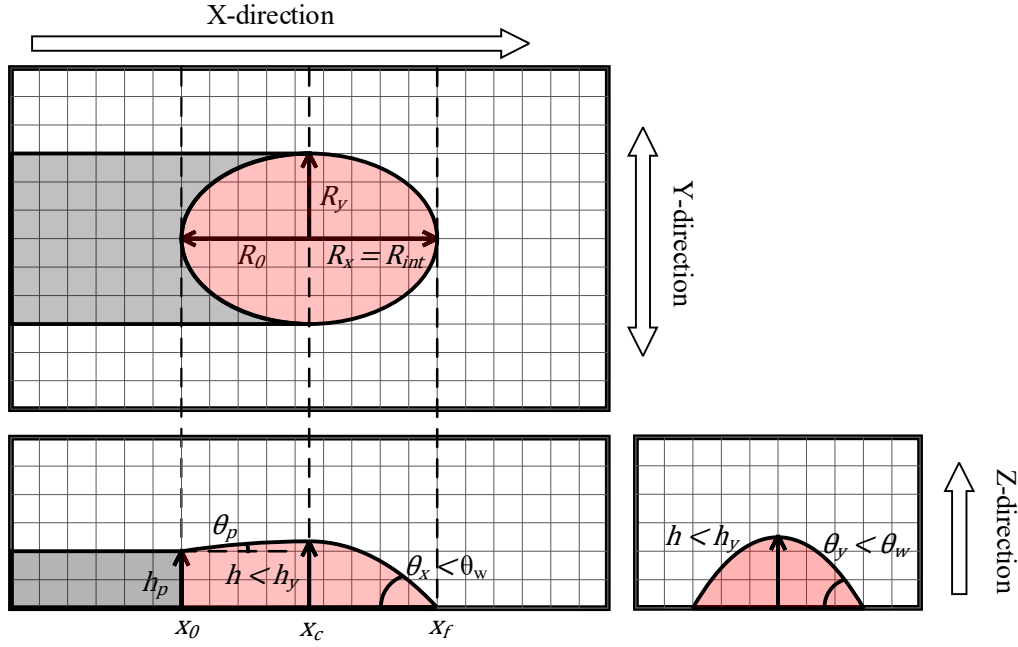 X-direction
R_y
R_0
R_x = R_int
Y-direction
θ_p
h_p
h < h_y
θ_x < θ_w
h < h_y
θ_y < θ_w
Z-direction
x_0
x_c
x_f